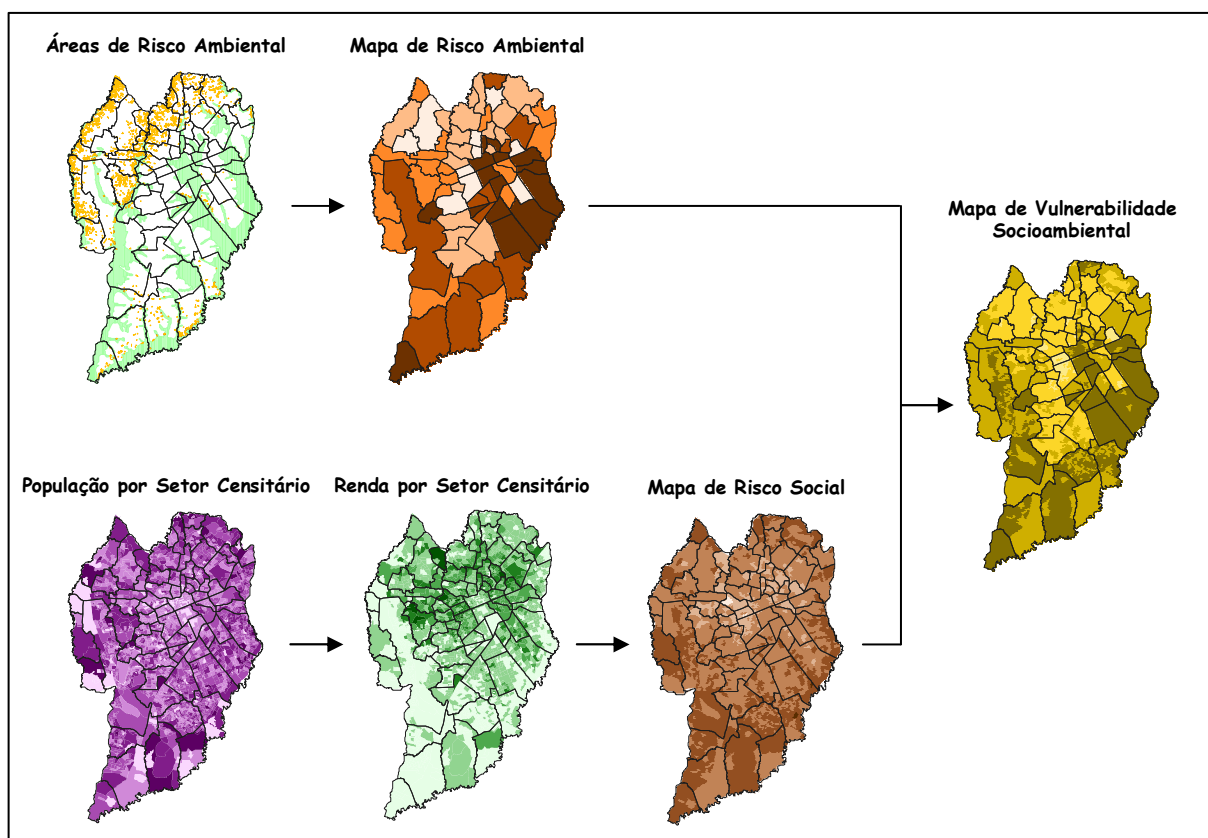 Áreas de Risco Ambiental
Mapa de Risco Ambiental
Mapa de Vulnerabilidade
Socioambiental
População por Setor Censitário
Renda por Setor Censitário
Mapa de Risco Social